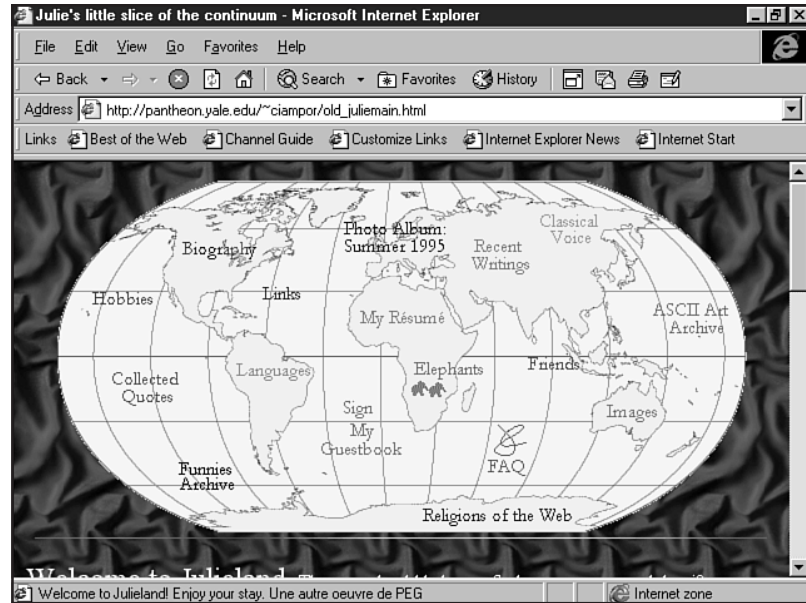 Julie's little slice of the continuum - Microsoft Internet Explorer
File Edit View Go Favorites Help
Back Search Favorites History
Address http://pantheon.yale.edu/~ciampor/old_juliemain.html
Links Best of the Web Channel Guide Customize Links Internet Explorer News Internet Start
Photo Album:
Summer 1995
Classical
Voice
Biography
Recent
Writings
Hobbies
Links
My Résumé
ASCII Art
Archive
Languages
Elephants
Friends
Collected
Quotes
Sign
My
Guestbook
Images
FAQ
Funnies
Archive
Religions of the Web
Welcome to Julieland
Welcome to Julieland! Enjoy your stay. Une autre oeuvre de PEG
Internet zone